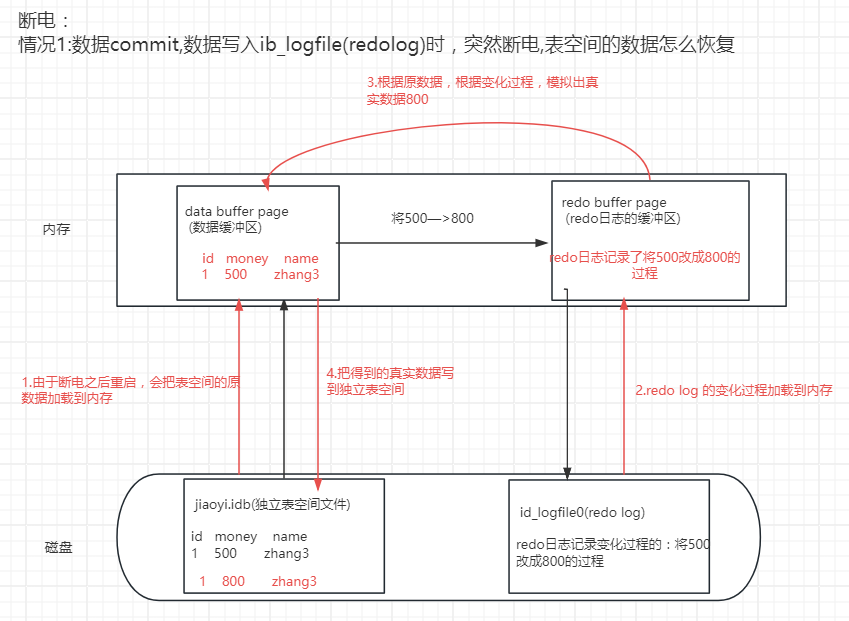 断电：
情况1:数据commit,数据写入ib_logfile(redolog)时，突然断电,表空间的数据怎么恢复
3.根据原数据，根据变化过程，模拟出真
实数据800
内存
data buffer page
(数据缓冲区)
id money name
1 500 zhang3
将500—>800
redo buffer page
(redo日志的缓冲区)
redo日志记录了将500改成800的
过程
1.由于断电之后重启，会把表空间的原
数据加载到内存
4.把得到的真实数据写
到独立表空间
2.redo log 的变化过程加载到内存
磁盘
jiaoyi.idb(独立表空间文件)
id money name
1 500 zhang3
1 800 zhang3
id_logfile0(redo log)
redo日志记录变化过程的：将500
改成800的过程